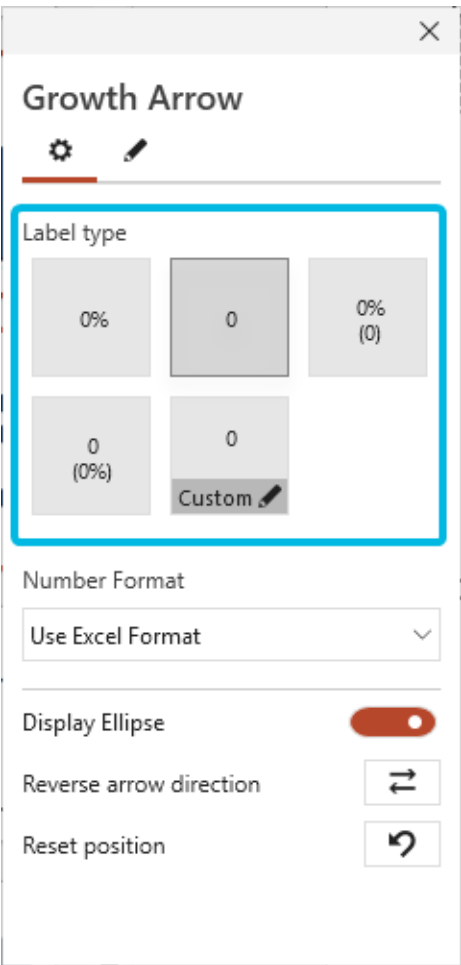 Growth Arrow
Label type
0%
0
0%
(0)
0
(0%)
0
Custom
Number Format
Use Excel Format
Display Ellipse
Reverse arrow direction
Reset position